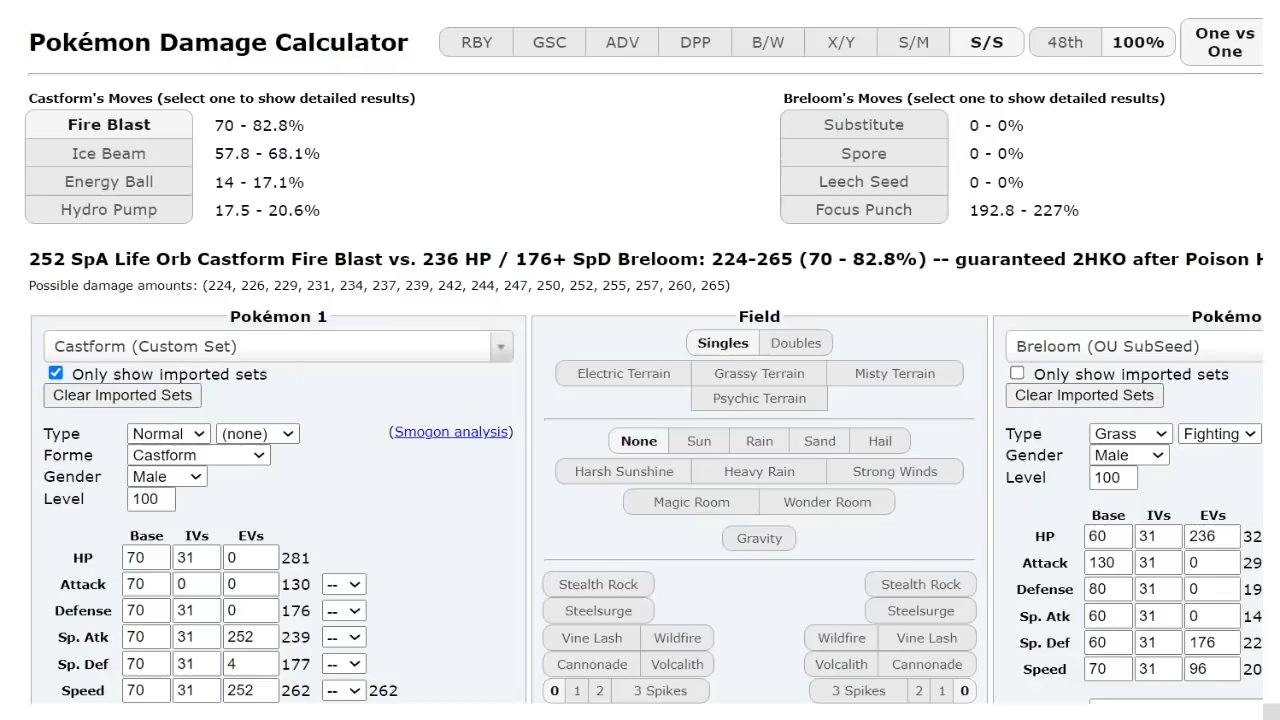 Pokémon Damage Calculator RBY GSC ADV DPP B/W X/Y S/M S/S 48th 100% One vs One
Castform's Moves (select one to show detailed results) Breloom's Moves (select one to show detailed results)
Fire Blast 70 - 82.8% Substitute 0 - 0%
Ice Beam 57.8 - 68.1% Spore 0 - 0%
Energy Ball 14 - 17.1% Leech Seed 0 - 0%
Hydro Pump 17.5 - 20.6% Focus Punch 192.8 - 227%
252 SpA Life Orb Castform Fire Blast vs. 236 HP / 176+ SpD Breloom: 224-265 (70 - 82.8%) -- guaranteed 2HKO after Poison
Possible damage amounts: (224, 226, 229, 231, 234, 237, 239, 242, 244, 247, 250, 252, 255, 257, 260, 265)
Pokémon 1
Castform (Custom Set)
Only show imported sets
Clear Imported Sets
Type Normal (none) (Smogon analysis)
Forme Castform
Gender Male
Level 100
Base IVs EVs
HP 70 31 0 281
Attack 70 0 0 130 --
Defense 70 31 0 176 --
Sp. Atk 70 31 252 239 --
Sp. Def 70 31 4 177 --
Speed 70 31 252 262 -- 262
Field
Singles Doubles
Electric Terrain Grassy Terrain Misty Terrain
Psychic Terrain
None Sun Rain Sand Hail
Harsh Sunshine Heavy Rain Strong Winds
Magic Room Wonder Room
Gravity
Stealth Rock Stealth Rock
Steelsurge Steelsurge
Vine Lash Wildfire Wildfire Vine Lash
Cannonade Volcalith Volcalith Cannonade
0 1 2 3 Spikes 3 Spikes 2 1 0
Pokémo
Breloom (OU SubSeed)
Only show imported sets
Clear Imported Sets
Type Grass Fighting
Gender Male
Level 100
Base IVs EVs
HP 60 31 236 32
Attack 130 31 0 29
Defense 80 31 0 19
Sp. Atk 60 31 0 14
Sp. Def 60 31 176 22
Speed 70 31 96 20